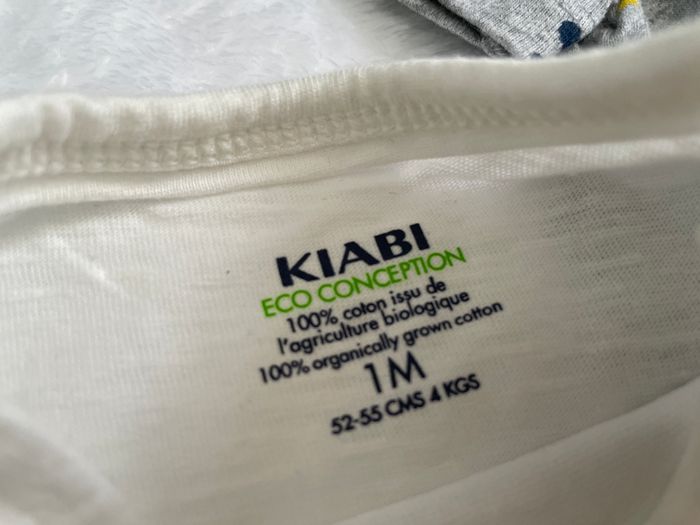 KIABI
ECO CONCEPTION
100% coton issu de
l'agriculture biologique
100% organically grown cotton
1M
52-55 CMS 4 KGS